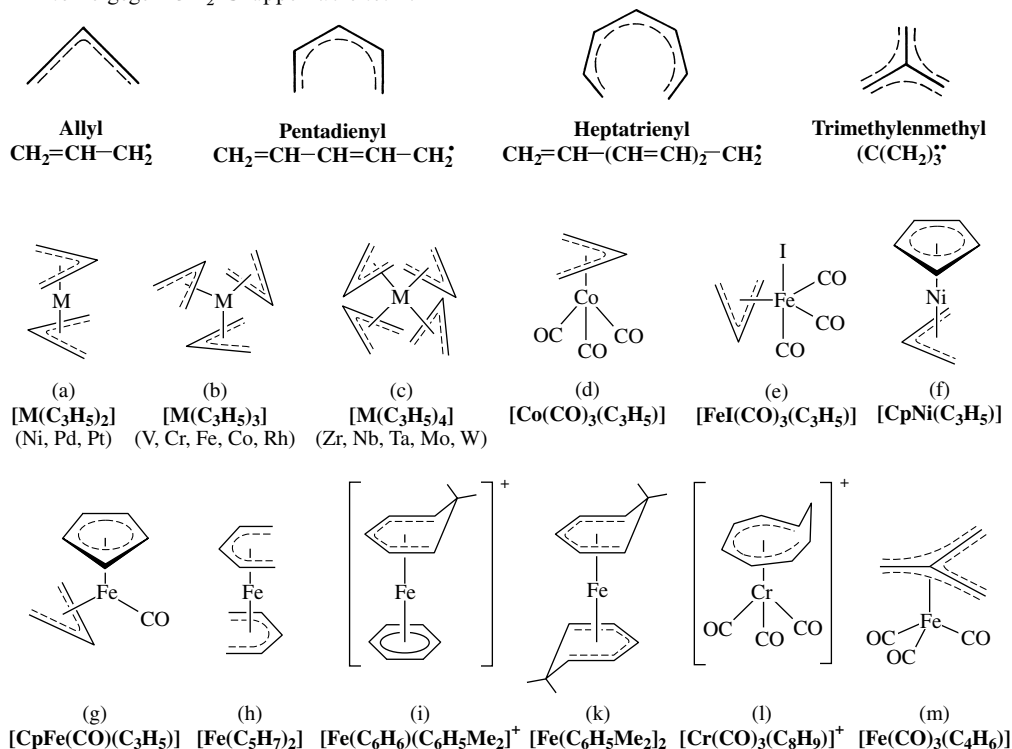 Allyl
Pentadienyl
Heptatrienyl
Trimethylenmethyl
CH₂=CH–CH₂•
CH₂=CH–CH=CH–CH₂•
CH₂=CH–(CH=CH)₂–CH₂•
(C(CH₂)₃••
M
M
M
Co
OC
CO
CO
I
Fe
CO
CO
CO
Ni
(a)
(b)
(c)
(d)
(e)
(f)
[M(C₃H₅)₂]
[M(C₃H₅)₃]
[M(C₃H₅)₄]
[Co(CO)₃(C₃H₅)]
[FeI(CO)₃(C₃H₅)]
[CpNi(C₃H₅)]
(Ni, Pd, Pt)
(V, Cr, Fe, Co, Rh)
(Zr, Nb, Ta, Mo, W)
Fe
CO
Fe
Fe
+
Fe
Cr
OC
CO
CO
+
Fe
OC
OC
CO
(g)
(h)
(i)
(k)
(l)
(m)
[CpFe(CO)(C₃H₅)]
[Fe(C₅H₇)₂]
[Fe(C₆H₆)(C₆H₅Me₂]⁺
[Fe(C₆H₅Me₂]₂
[Cr(CO)₃(C₈H₉)]⁺
[Fe(CO)₃(C₄H₆)]